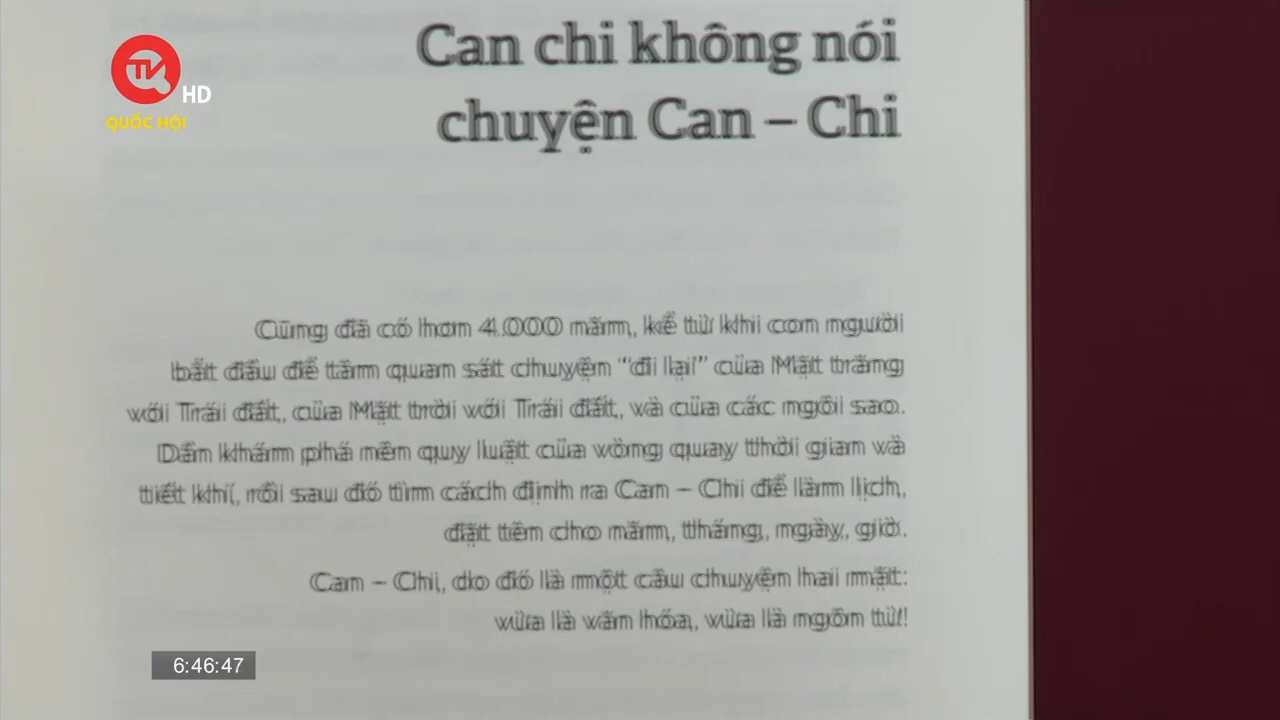 Can chi không nói
chuyện Can – Chi
TV
HD
QUỐC HỘI
Cũng đã có hơn 4.000 năm, kể từ khi con người
bắt đầu để tâm quan sát chuyện “đi lại” của Mặt trăng
với Trái đất, của Mặt trời với Trái đất, và của các ngôi sao.
Dần khám phá nên quy luật của vòng quay thời gian và
tiết khí, rồi sau đó tìm cách định ra Can – Chi để làm lịch,
đặt tên cho năm, tháng, ngày, giờ.
Can – Chi, do đó là một câu chuyện hai mặt:
vừa là văn hóa, vừa là ngôn từ!
6:46:47